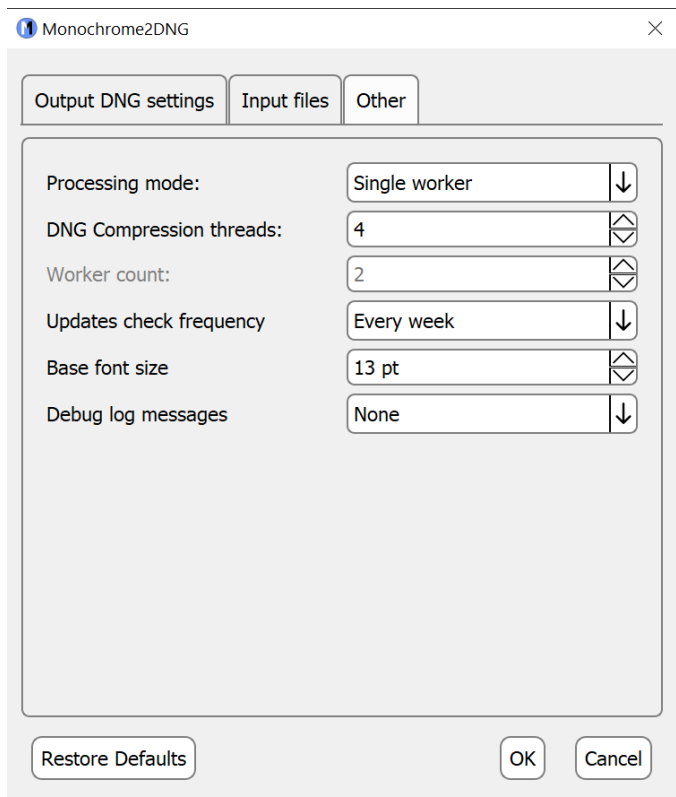 Monochrome2DNG
Output DNG settings
Input files
Other
Processing mode:
Single worker
DNG Compression threads:
4
Worker count:
2
Updates check frequency
Every week
Base font size
13 pt
Debug log messages
None
Restore Defaults
OK
Cancel